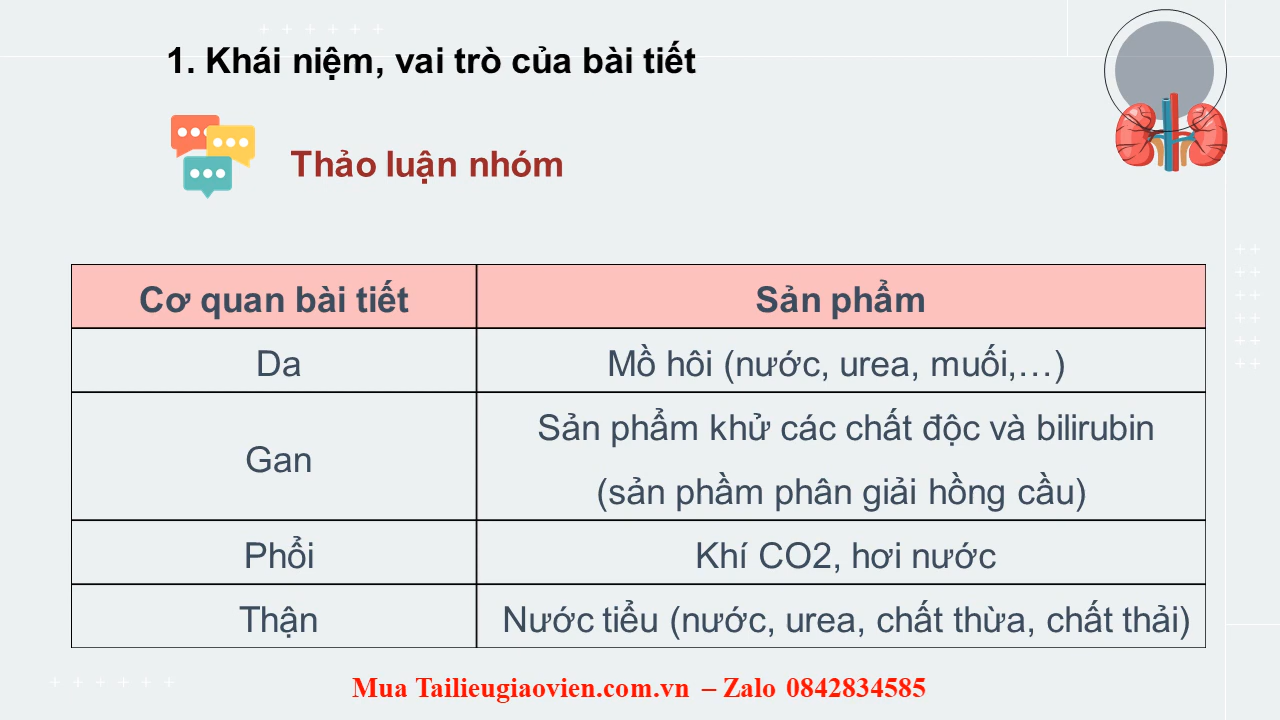 1. Khái niệm, vai trò của bài tiết
Thảo luận nhóm
Cơ quan bài tiết
Sản phẩm
Da
Mồ hôi (nước, urea, muối,…)
Gan
Sản phẩm khử các chất độc và bilirubin
(sản phầm phân giải hồng cầu)
Phổi
Khí CO2, hơi nước
Thận
Nước tiểu (nước, urea, chất thừa, chất thải)
Mua Tailieugiaovien.com.vn – Zalo 0842834585